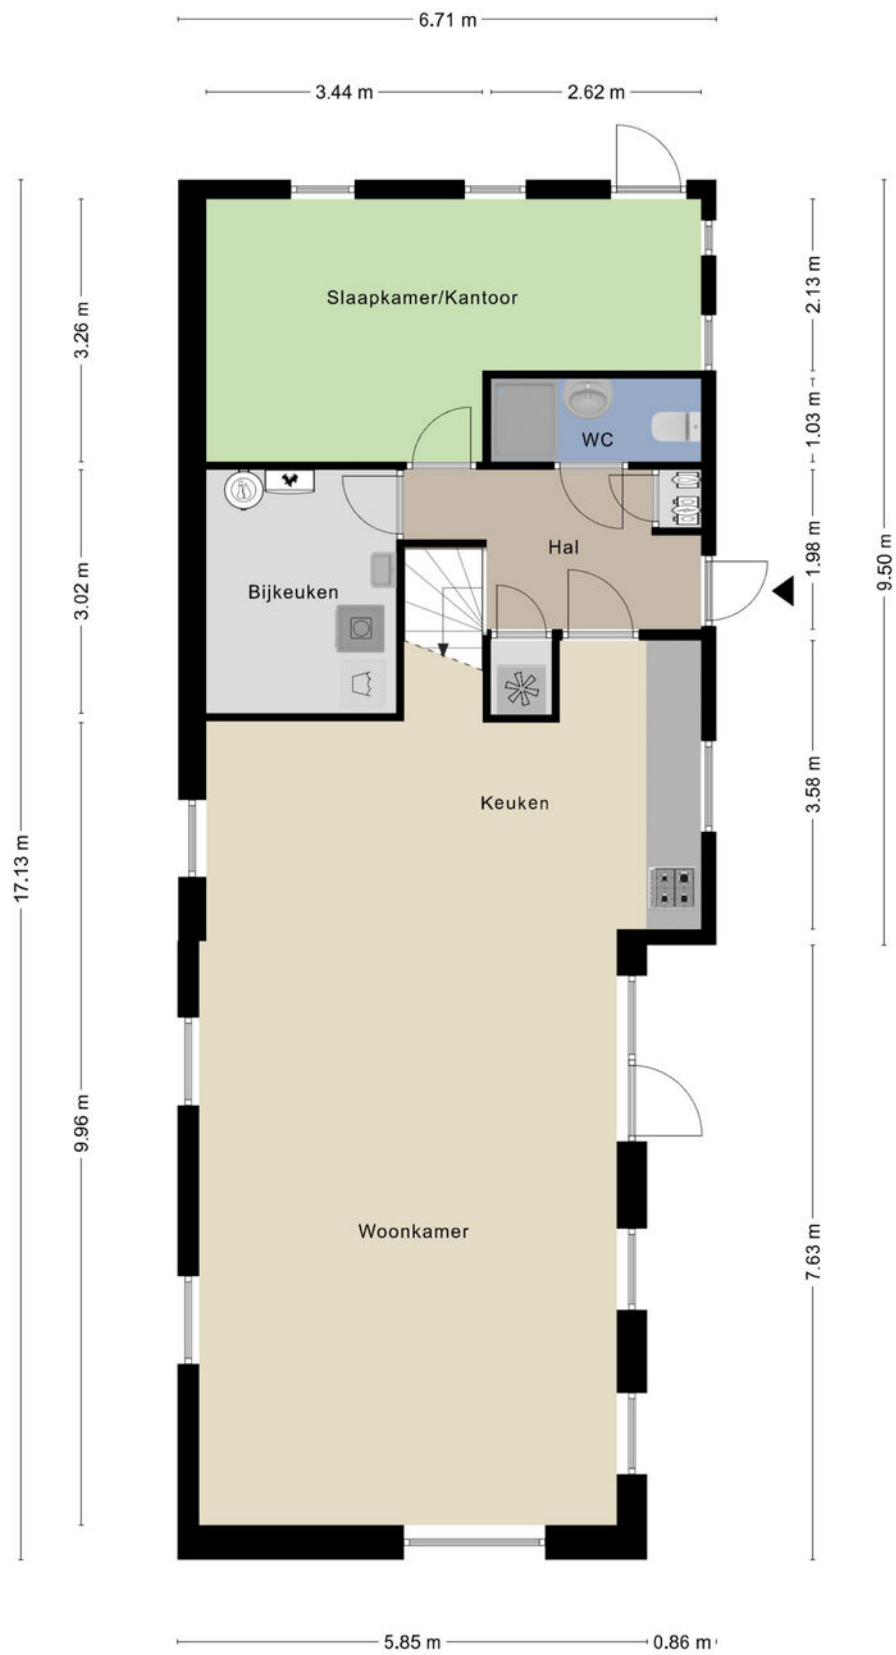 6.71 m
3.44 m
2.62 m
Slaapkamer/Kantoor
3.26 m
2.13 m
1.03 m
WC
Hal
1.98 m
9.50 m
Bijkeuken
3.02 m
Keuken
3.58 m
17.13 m
9.96 m
Woonkamer
7.63 m
5.85 m
0.86 m